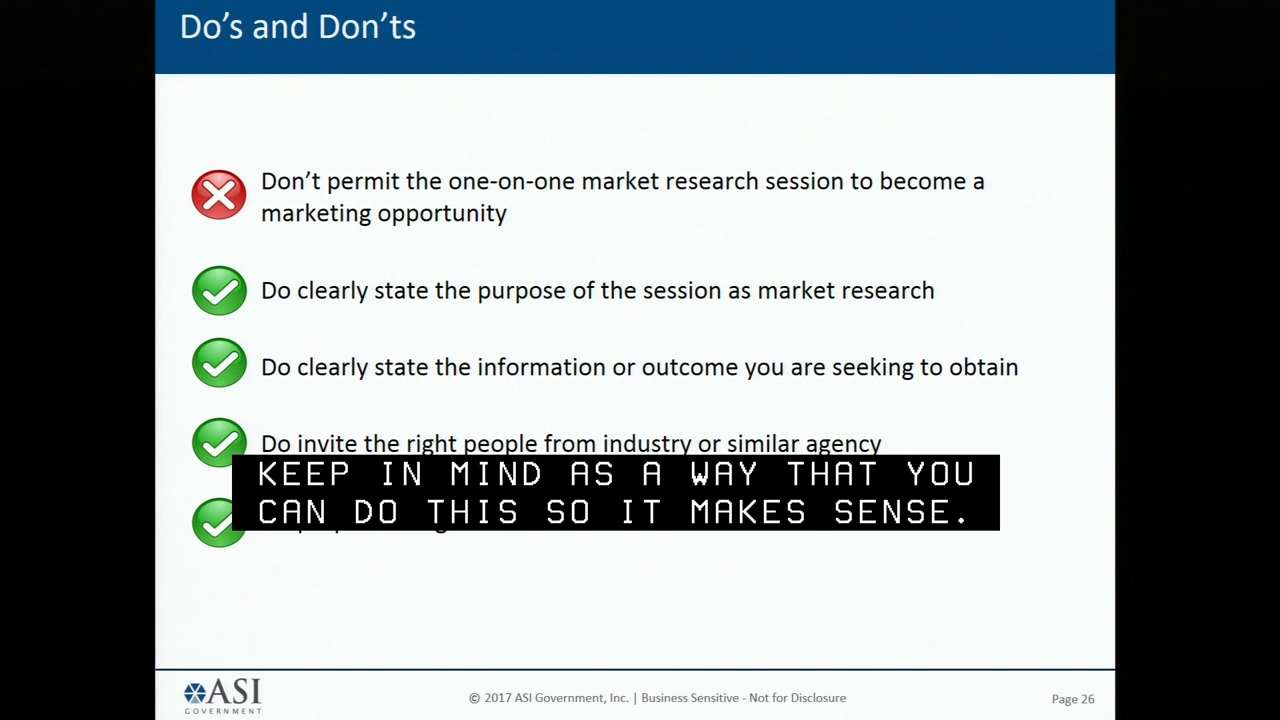 Do's and Don'ts
Don't permit the one-on-one market research session to become a
marketing opportunity
Do clearly state the purpose of the session as market research
Do clearly state the information or outcome you are seeking to obtain
Do invite the right people from industry or similar agency
KEEP IN MIND AS A WAY THAT YOU
CAN DO THIS SO IT MAKES SENSE.
ASI
GOVERNMENT
© 2017 ASI Government, Inc. | Business Sensitive - Not for Disclosure
Page 26